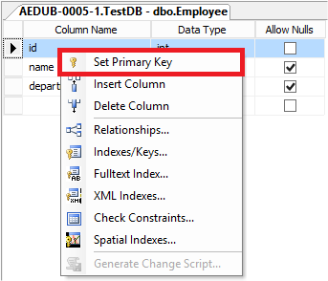 AEDUB-0005-1.TestDB - dbo.Employee
Column Name Data Type Allow Nulls
id int
Set Primary Key
name
Insert Column
depart
Delete Column
Relationships...
Indexes/Keys...
Fulltext Index...
XML Indexes...
Check Constraints...
Spatial Indexes...
Generate Change Script...